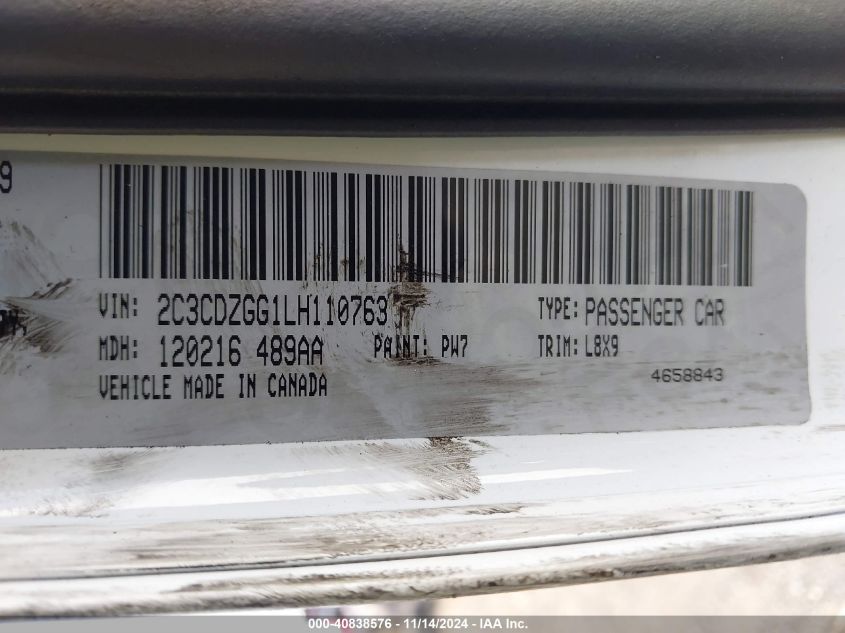 9
VIN: 2C3CDZGG1LH110763 TYPE: PASSENGER CAR
MDH: 120216 489AA PAINT: PW7 TRIM: L8X9
VEHICLE MADE IN CANADA 4658843
000-40838576 - 11/14/2024 - IAA Inc.